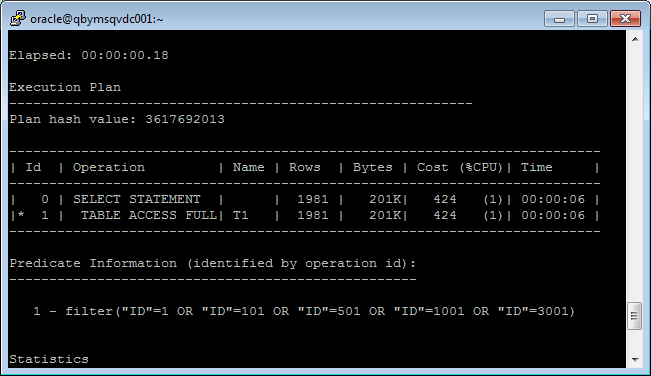 oracle@qbymsqvdc001:~
Elapsed: 00:00:00.18
Execution Plan
----------------------------------------------------------
Plan hash value: 3617692013
--------------------------------------------------------------------------
| Id  | Operation         | Name | Rows  | Bytes | Cost (%CPU)| Time     |
--------------------------------------------------------------------------
|   0 | SELECT STATEMENT  |      |  1981 |   201K|   424   (1)| 00:00:06 |
|*  1 |  TABLE ACCESS FULL| T1   |  1981 |   201K|   424   (1)| 00:00:06 |
--------------------------------------------------------------------------
Predicate Information (identified by operation id):
---------------------------------------------------
   1 - filter("ID"=1 OR "ID"=101 OR "ID"=501 OR "ID"=1001 OR "ID"=3001)
Statistics